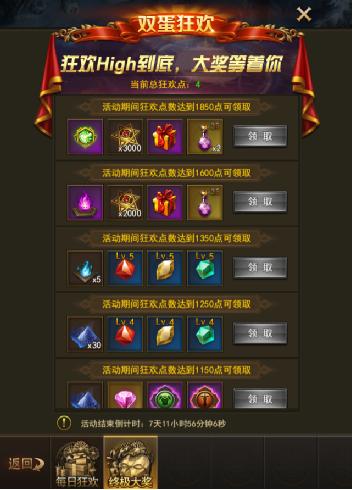 双蛋狂欢
狂欢High到底，大奖等着你
当前总狂欢点：4
活动期间狂欢点数达到1850点可领取
x3000
x2
领取
活动期间狂欢点数达到1600点可领取
x2000
领取
活动期间狂欢点数达到1350点可领取
x5
Lv.5
Lv.5
Lv.5
领取
活动期间狂欢点数达到1250点可领取
x30
Lv.4
Lv.4
Lv.4
领取
活动期间狂欢点数达到1150点可领取
领取
活动结束倒计时：7天11小时56分钟6秒
返回
每日狂欢
终极大奖